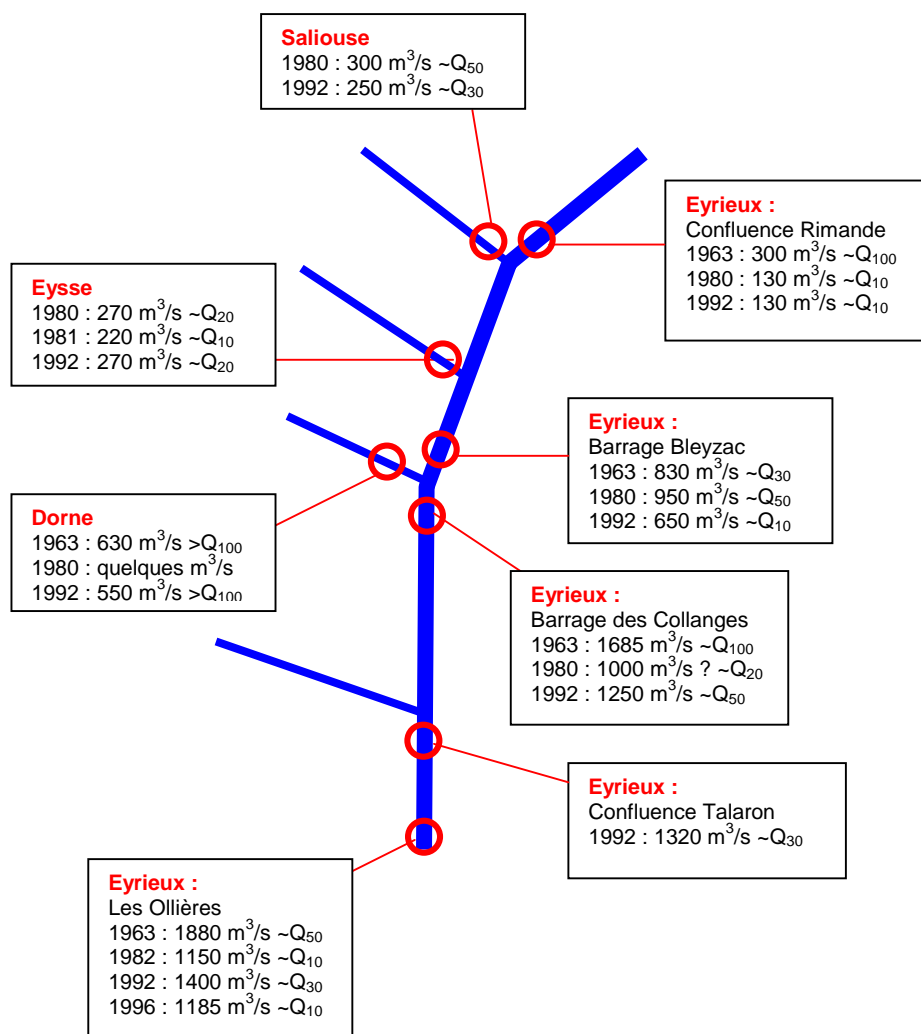 Saliouse
1980 : 300 m³/s ~Q₅₀
1992 : 250 m³/s ~Q₃₀
Eyrieux :
Confluence Rimande
1963 : 300 m³/s ~Q₁₀₀
1980 : 130 m³/s ~Q₁₀
1992 : 130 m³/s ~Q₁₀
Eysse
1980 : 270 m³/s ~Q₂₀
1981 : 220 m³/s ~Q₁₀
1992 : 270 m³/s ~Q₂₀
Eyrieux :
Barrage Bleyzac
1963 : 830 m³/s ~Q₃₀
1980 : 950 m³/s ~Q₅₀
1992 : 650 m³/s ~Q₁₀
Dorne
1963 : 630 m³/s >Q₁₀₀
1980 : quelques m³/s
1992 : 550 m³/s >Q₁₀₀
Eyrieux :
Barrage des Collanges
1963 : 1685 m³/s ~Q₁₀₀
1980 : 1000 m³/s ? ~Q₂₀
1992 : 1250 m³/s ~Q₅₀
Eyrieux :
Confluence Talaron
1992 : 1320 m³/s ~Q₃₀
Eyrieux :
Les Ollières
1963 : 1880 m³/s ~Q₅₀
1982 : 1150 m³/s ~Q₁₀
1992 : 1400 m³/s ~Q₃₀
1996 : 1185 m³/s ~Q₁₀